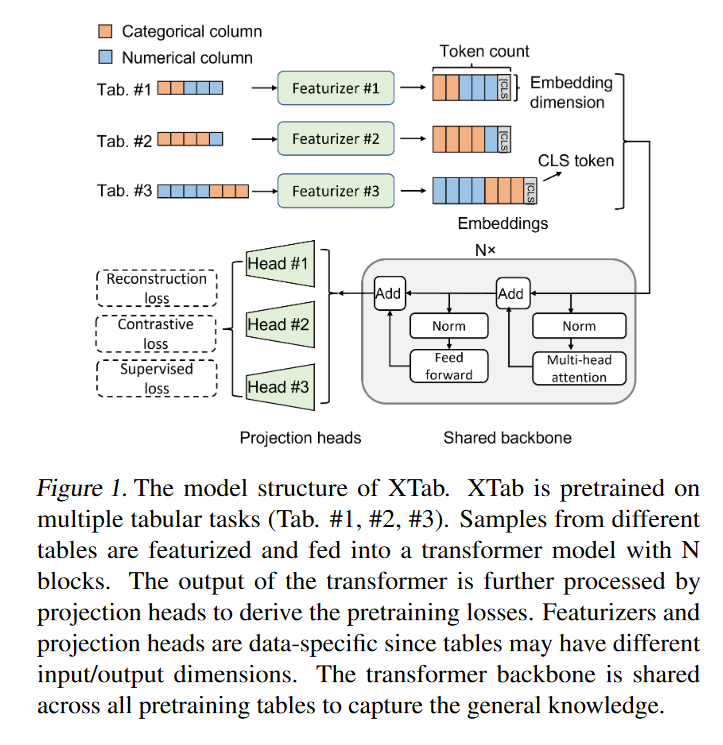 Categorical column
Numerical column
Token count
Tab. #1
Featurizer #1
[CLS]
Embedding
dimension
Tab. #2
Featurizer #2
[CLS]
CLS token
Tab. #3
Featurizer #3
[CLS]
Embeddings
N×
Reconstruction
loss
Contrastive
loss
Supervised
loss
Head #1
Head #2
Head #3
Add
Add
Norm
Norm
Feed
forward
Multi-head
attention
Projection heads
Shared backbone
Figure 1. The model structure of XTab. XTab is pretrained on
multiple tabular tasks (Tab. #1, #2, #3). Samples from different
tables are featurized and fed into a transformer model with N
blocks. The output of the transformer is further processed by
projection heads to derive the pretraining losses. Featurizers and
projection heads are data-specific since tables may have different
input/output dimensions. The transformer backbone is shared
across all pretraining tables to capture the general knowledge.